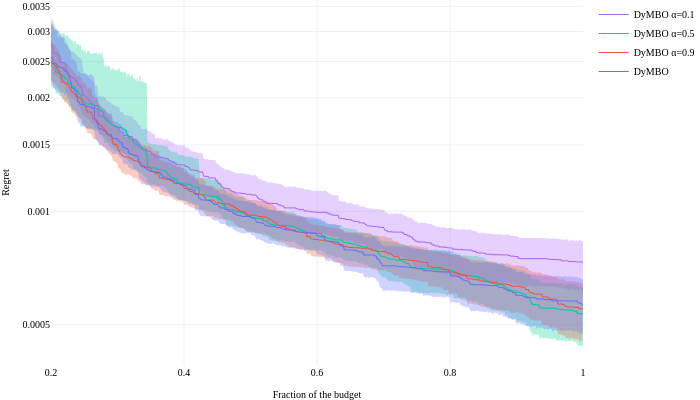 0.0035
0.003
0.0025
0.002
0.0015
0.001
0.0005
Regret
0.2
0.4
0.6
0.8
1
Fraction of the budget
DyMBO α=0.1
DyMBO α=0.5
DyMBO α=0.9
DyMBO